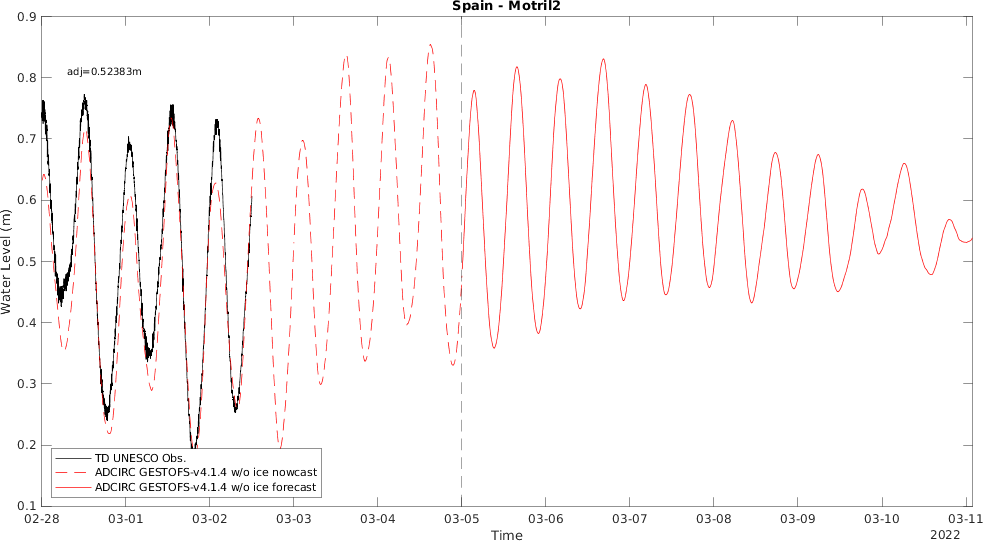 Spain - Motril2
adj=0.52383m
Water Level (m)
0.9
0.8
0.7
0.6
0.5
0.4
0.3
0.2
0.1
TD UNESCO Obs.
ADCIRC GESTOFS-v4.1.4 w/o ice nowcast
ADCIRC GESTOFS-v4.1.4 w/o ice forecast
02-28 03-01 03-02 03-03 03-04 03-05 03-06 03-07 03-08 03-09 03-10 03-11
Time
2022